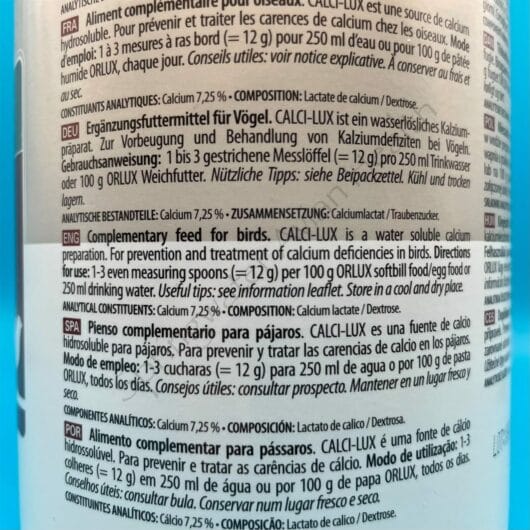 FRA Aliment complémentaire pour oiseaux. CALCI-LUX est une source de calcium
hydrosoluble. Pour prévenir et traiter les carences de calcium chez les oiseaux. Mode
d'emploi: 1 à 3 mesures à ras bord (= 12 g) pour 250 ml d'eau ou pour 100 g de pâtée
humide ORLUX, chaque jour. Conseils utiles: voir notice explicative. À conserver au frais et
au sec.
CONSTITUANTS ANALYTIQUES: Calcium 7,25 % • COMPOSITION: Lactate de calcium / Dextrose.
DEU Ergänzungsfuttermittel für Vögel. CALCI-LUX ist ein wasserlösliches Kalzium-
präparat. Zur Vorbeugung und Behandlung von Kalziumdefiziten bei Vögeln.
Gebrauchsanweisung: 1 bis 3 gestrichene Messlöffel (= 12 g) pro 250 ml Trinkwasser
oder 100 g ORLUX Weichfutter. Nützliche Tipps: siehe Beipackzettel. Kühl und trocken
lagern.
ANALYTISCHE BESTANDTEILE: Calcium 7,25 % • ZUSAMMENSETZUNG: Calciumlactat / Traubenzucker.
ENG Complementary feed for birds. CALCI-LUX is a water soluble calcium
preparation. For prevention and treatment of calcium deficiencies in birds. Directions
for use: 1-3 even measuring spoons (= 12 g) per 100 g ORLUX softbill food/egg food or
250 ml drinking water. Useful tips: see information leaflet. Store in a cool and dry place.
ANALYTICAL CONSTITUENTS: Calcium 7,25 % • COMPOSITION: Calcium lactate / Dextrose.
SPA Pienso complementario para pájaros. CALCI-LUX es una fuente de calcio
hidrosoluble para pájaros. Para prevenir y tratar las carencias de calcio en los pájaros.
Modo de empleo: 1-3 cucharas (= 12 g) para 250 ml de agua o por 100 g de pasta
ORLUX, todos los días. Consejos útiles: consultar prospecto. Mantener en un lugar fresco y
seco.
COMPONENTES ANALÍTICOS: Calcio 7,25 % • COMPOSICIÓN: Lactato de calico / Dextrosa.
POR Alimento complementar para pássaros. CALCI-LUX é uma fonte de cálcio
hidrossolúvel. Para prevenir e tratar as carências de cálcio. Modo de utilização: 1-3
colheres (= 12 g) em 250 ml de água ou por 100 g de papa ORLUX, todos os dias.
Conselhos úteis: consultar bula. Conservar num lugar fresco e seco.
CONSTITUINTES ANALÍTICOS: Cálcio 7,25 % • COMPOSIÇÃO: Lactato de calico / Dextrose.